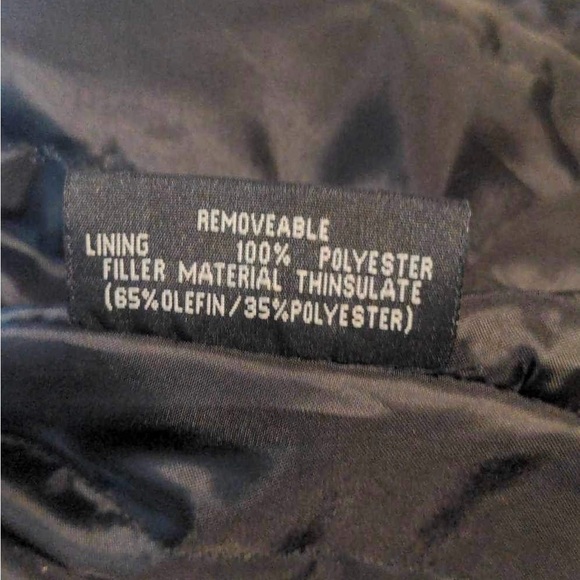 REMOVEABLE
LINING 100% POLYESTER
FILLER MATERIAL THINSULATE
(65%OLEFIN/35%POLYESTER)